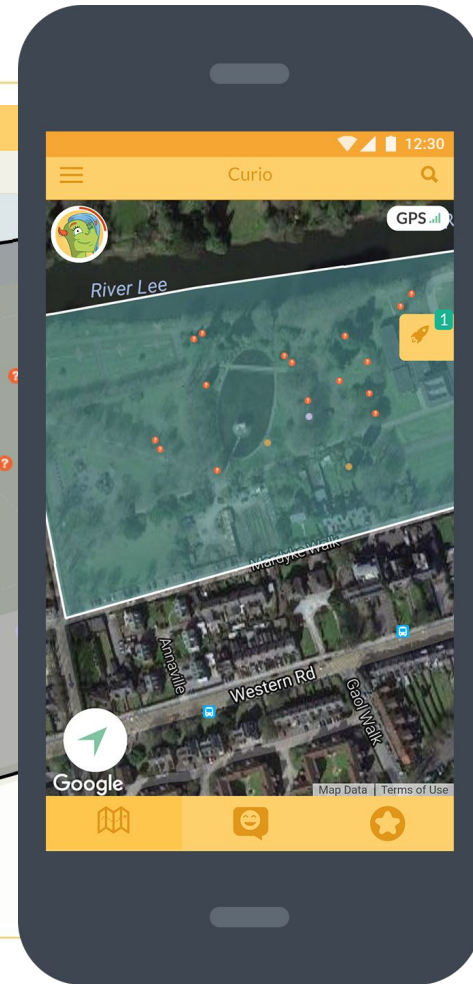 12:30
Curio
GPS
River Lee
1
Mardyke Walk
Annaville
Western Rd
Gaol Walk
Google
Map Data
Terms of Use